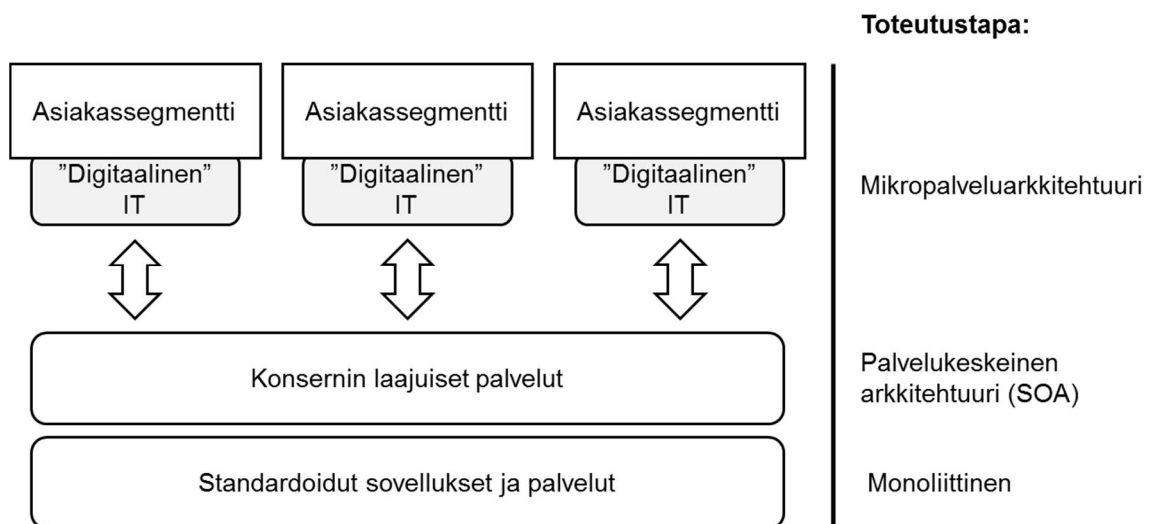 Toteutustapa:
Asiakassegmentti
Asiakassegmentti
Asiakassegmentti
”Digitaalinen”
IT
”Digitaalinen”
IT
”Digitaalinen”
IT
Mikropalveluarkkitehtuuri
Konsernin laajuiset palvelut
Palvelukeskeinen
arkkitehtuuri (SOA)
Standardoidut sovellukset ja palvelut
Monoliittinen